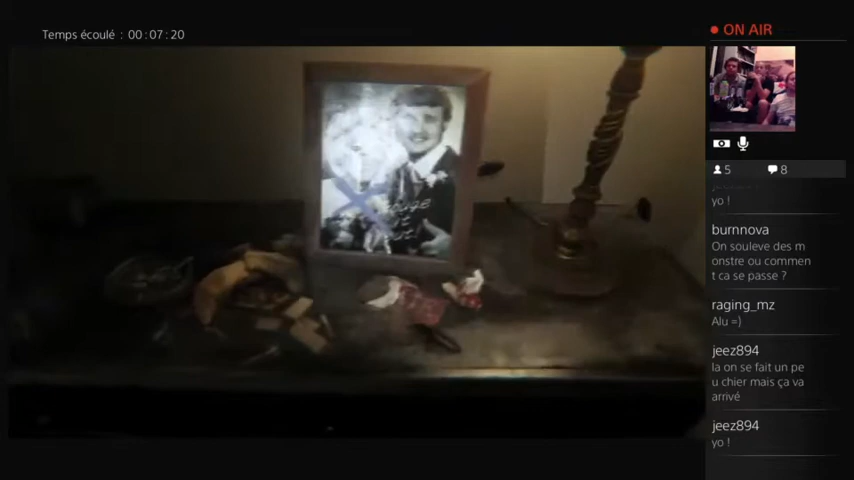 Temps écoulé : 00:07:20
ON AIR
5
8
yo !
burnnova
On souleve des m
onstre ou commen
t ca se passe ?
raging_mz
Alu =)
jeez894
la on se fait un pe
u chier mais ça va
arrivé
jeez894
yo !